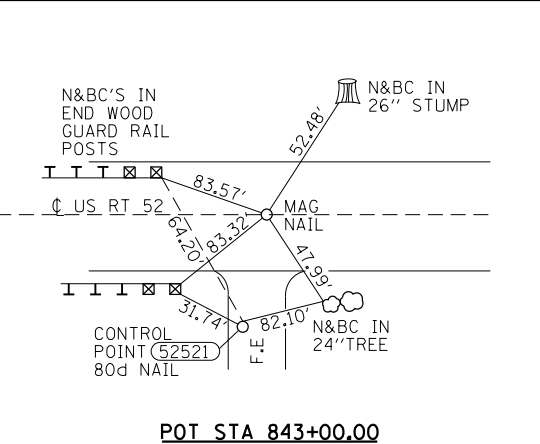 N&BC'S IN
END WOOD
GUARD RAIL
POSTS
N&BC IN
26" STUMP
52.48'
83.57'
℄ US RT 52
MAG
NAIL
64.20'
83.32'
47.99'
31.74'
82.10'
N&BC IN
24"TREE
CONTROL
POINT 52521
80d NAIL
F.E
POT STA 843+00.00